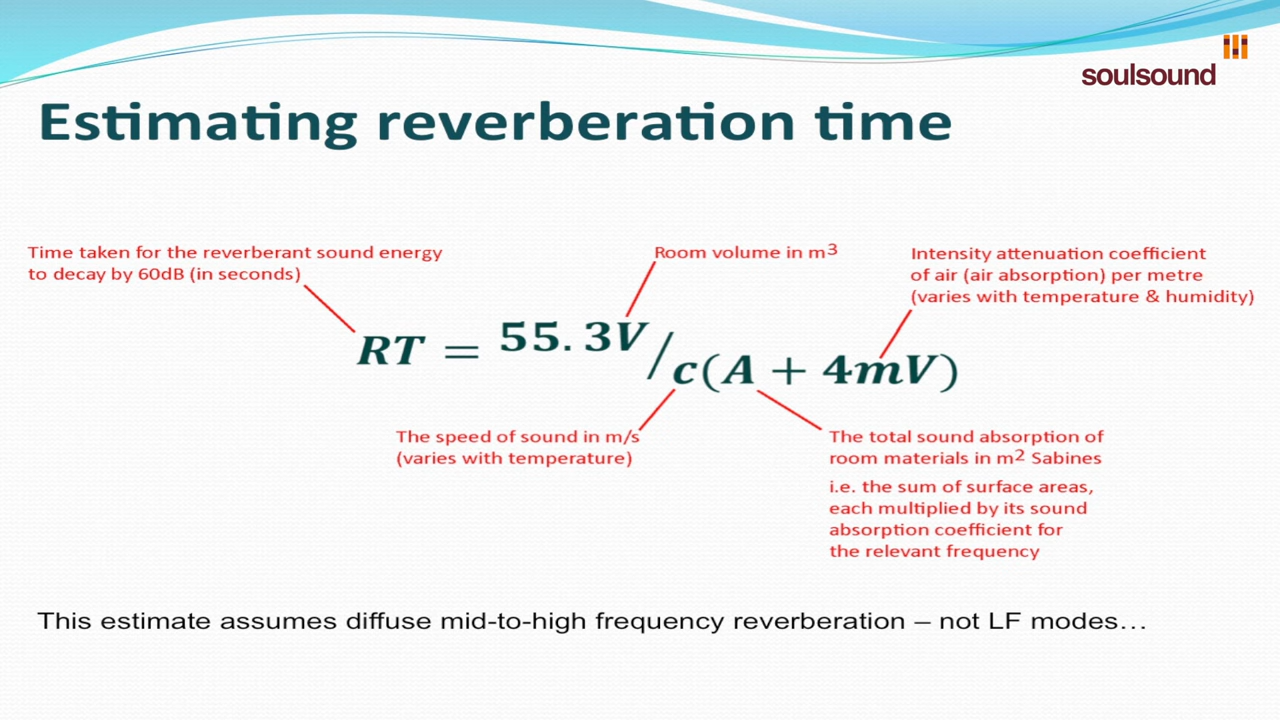 soulsound
Estimating reverberation time
Time taken for the reverberant sound energy
to decay by 60dB (in seconds)
Room volume in m³
Intensity attenuation coefficient
of air (air absorption) per metre
(varies with temperature & humidity)
RT = 55.3V/c(A + 4mV)
The speed of sound in m/s
(varies with temperature)
The total sound absorption of
room materials in m² Sabines
i.e. the sum of surface areas,
each multiplied by its sound
absorption coefficient for
the relevant frequency
This estimate assumes diffuse mid-to-high frequency reverberation – not LF modes…